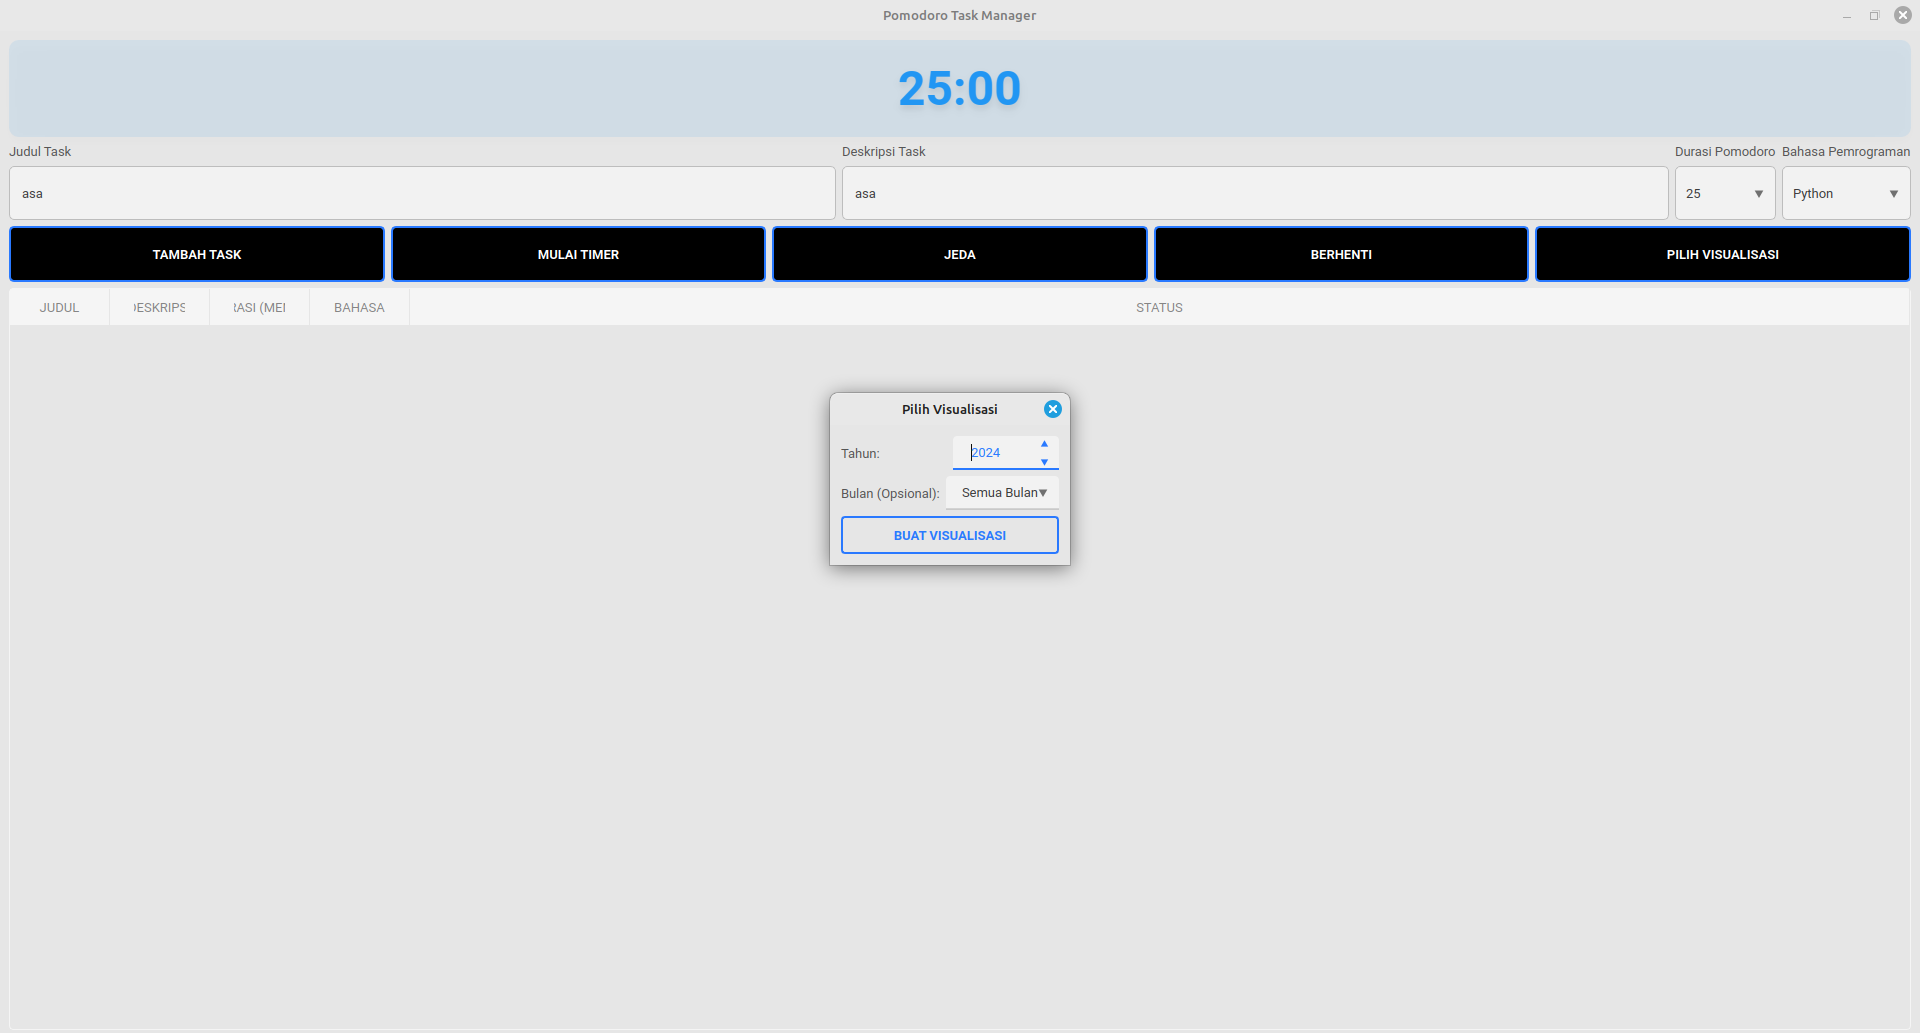 Pomodoro Task Manager
25:00
Judul Task
Deskripsi Task
Durasi Pomodoro
Bahasa Pemrograman
asa
asa
25
Python
TAMBAH TASK
MULAI TIMER
JEDA
BERHENTI
PILIH VISUALISASI
JUDUL
ESKRIPS
ASI (MEI
BAHASA
STATUS
Pilih Visualisasi
Tahun:
2024
Bulan (Opsional):
Semua Bulan
BUAT VISUALISASI